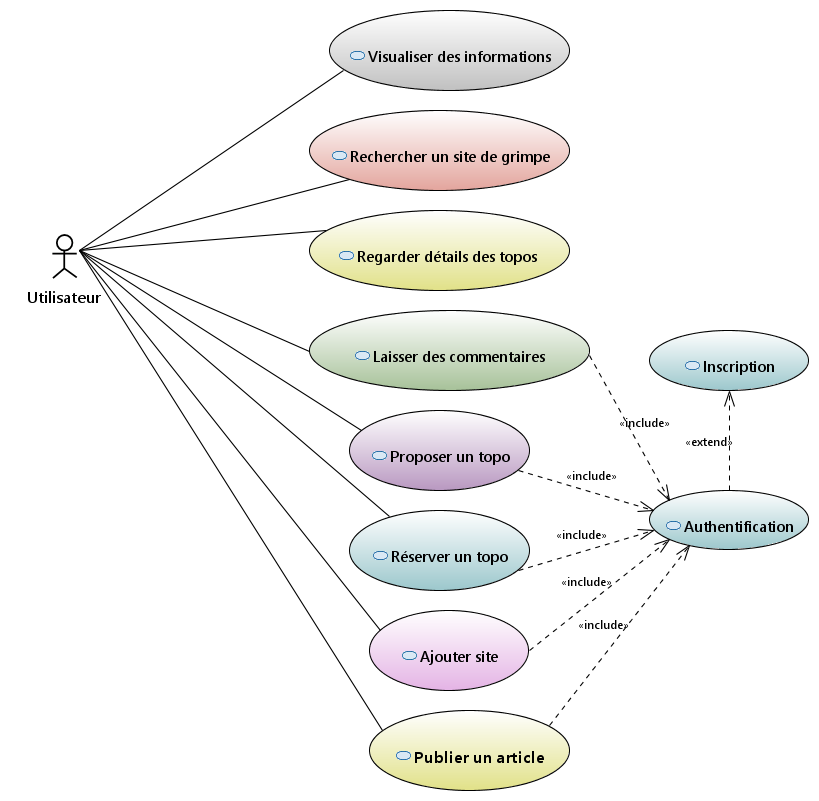 Visualiser des informations
Rechercher un site de grimpe
Regarder détails des topos
Utilisateur
Laisser des commentaires
Inscription
«include»
«extend»
Proposer un topo
«include»
Authentification
«include»
Réserver un topo
«include»
«include»
Ajouter site
Publier un article